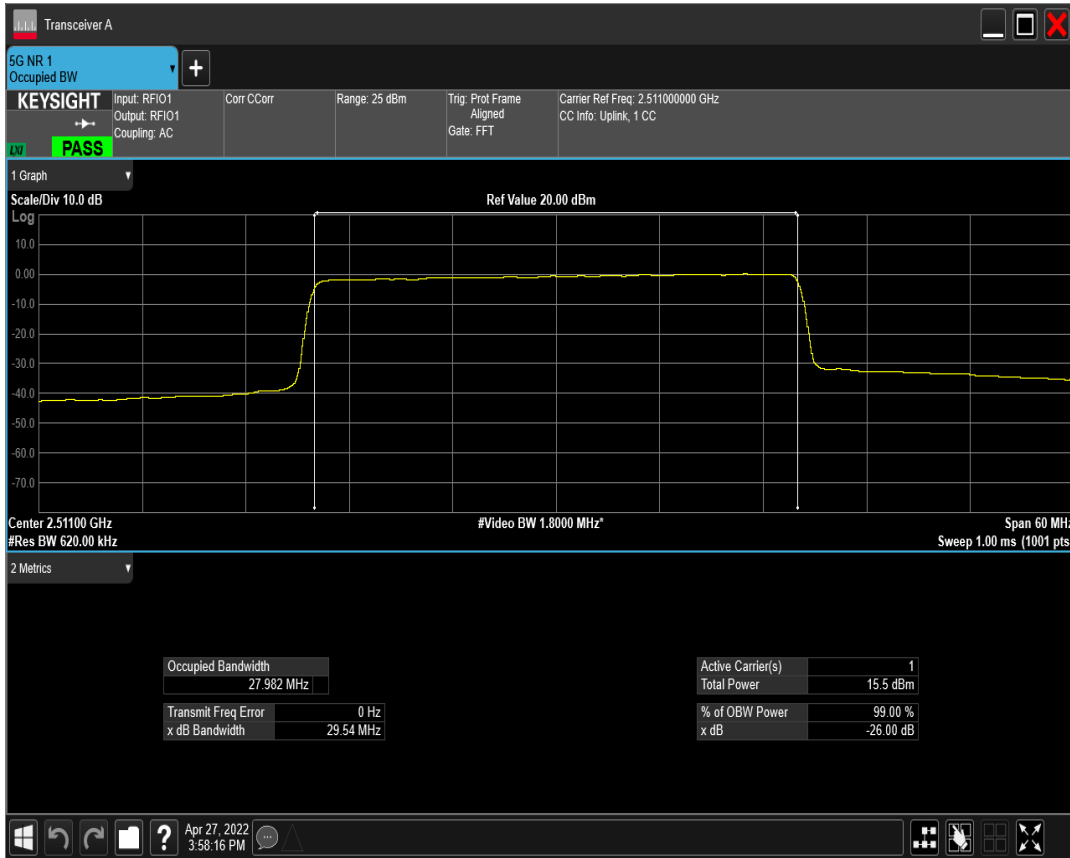 Transceiver A
5G NR 1
Occupied BW
+
KEYSIGHT
Input: RFIO1
Output: RFIO1
Coupling: AC
Corr CCorr
Range: 25 dBm
Trig: Prot Frame
Aligned
Gate: FFT
Carrier Ref Freq: 2.511000000 GHz
CC Info: Uplink, 1 CC
LXI
PASS
1 Graph
Scale/Div 10.0 dB
Ref Value 20.00 dBm
Log
10.0
0.00
-10.0
-20.0
-30.0
-40.0
-50.0
-60.0
-70.0
Center 2.51100 GHz
#Video BW 1.8000 MHz*
Span 60 MHz
#Res BW 620.00 kHz
Sweep 1.00 ms (1001 pts
2 Metrics
Occupied Bandwidth
27.982 MHz
Transmit Freq Error 0 Hz
x dB Bandwidth 29.54 MHz
Active Carrier(s) 1
Total Power 15.5 dBm
% of OBW Power 99.00 %
x dB -26.00 dB
?
Apr 27, 2022
3:58:16 PM